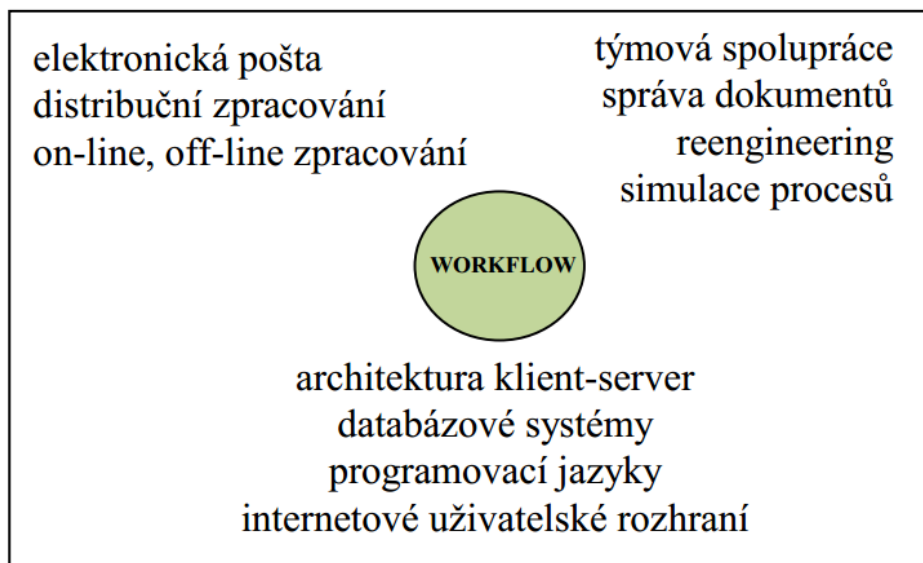 elektronická pošta
distribuční zpracování
on-line, off-line zpracování
týmová spolupráce
správa dokumentů
reengineering
simulace procesů
WORKFLOW
architektura klient-server
databázové systémy
programovací jazyky
internetové uživatelské rozhraní